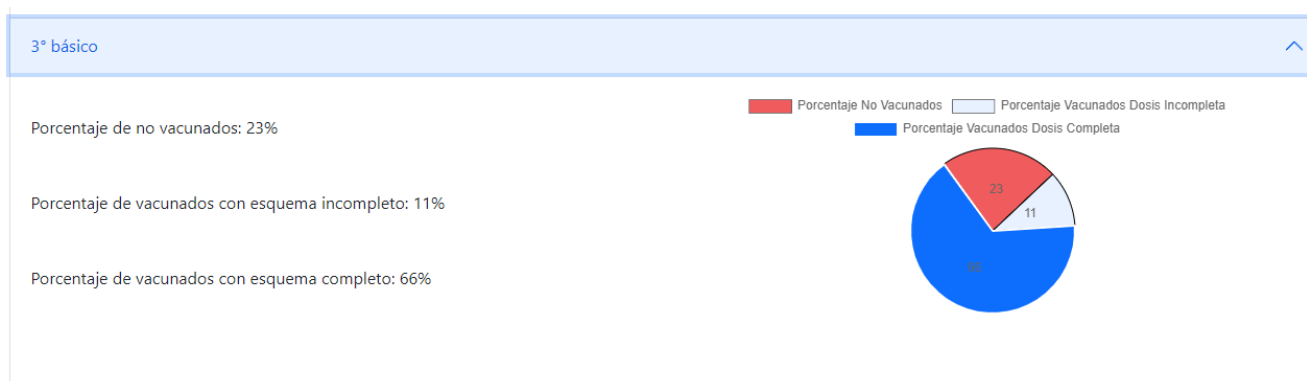 3° básico
Porcentaje de no vacunados: 23%
Porcentaje de vacunados con esquema incompleto: 11%
Porcentaje de vacunados con esquema completo: 66%
Porcentaje No Vacunados Porcentaje Vacunados Dosis Incompleta
Porcentaje Vacunados Dosis Completa
23
11
66